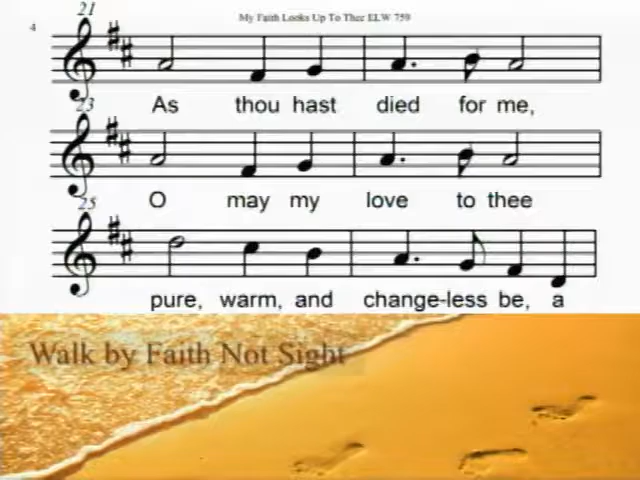 My Faith Looks Up To Thee ELW 759
4
21
As thou hast died for me,
23
O may my love to thee
25
pure, warm, and change-less be, a
Walk by Faith Not Sight